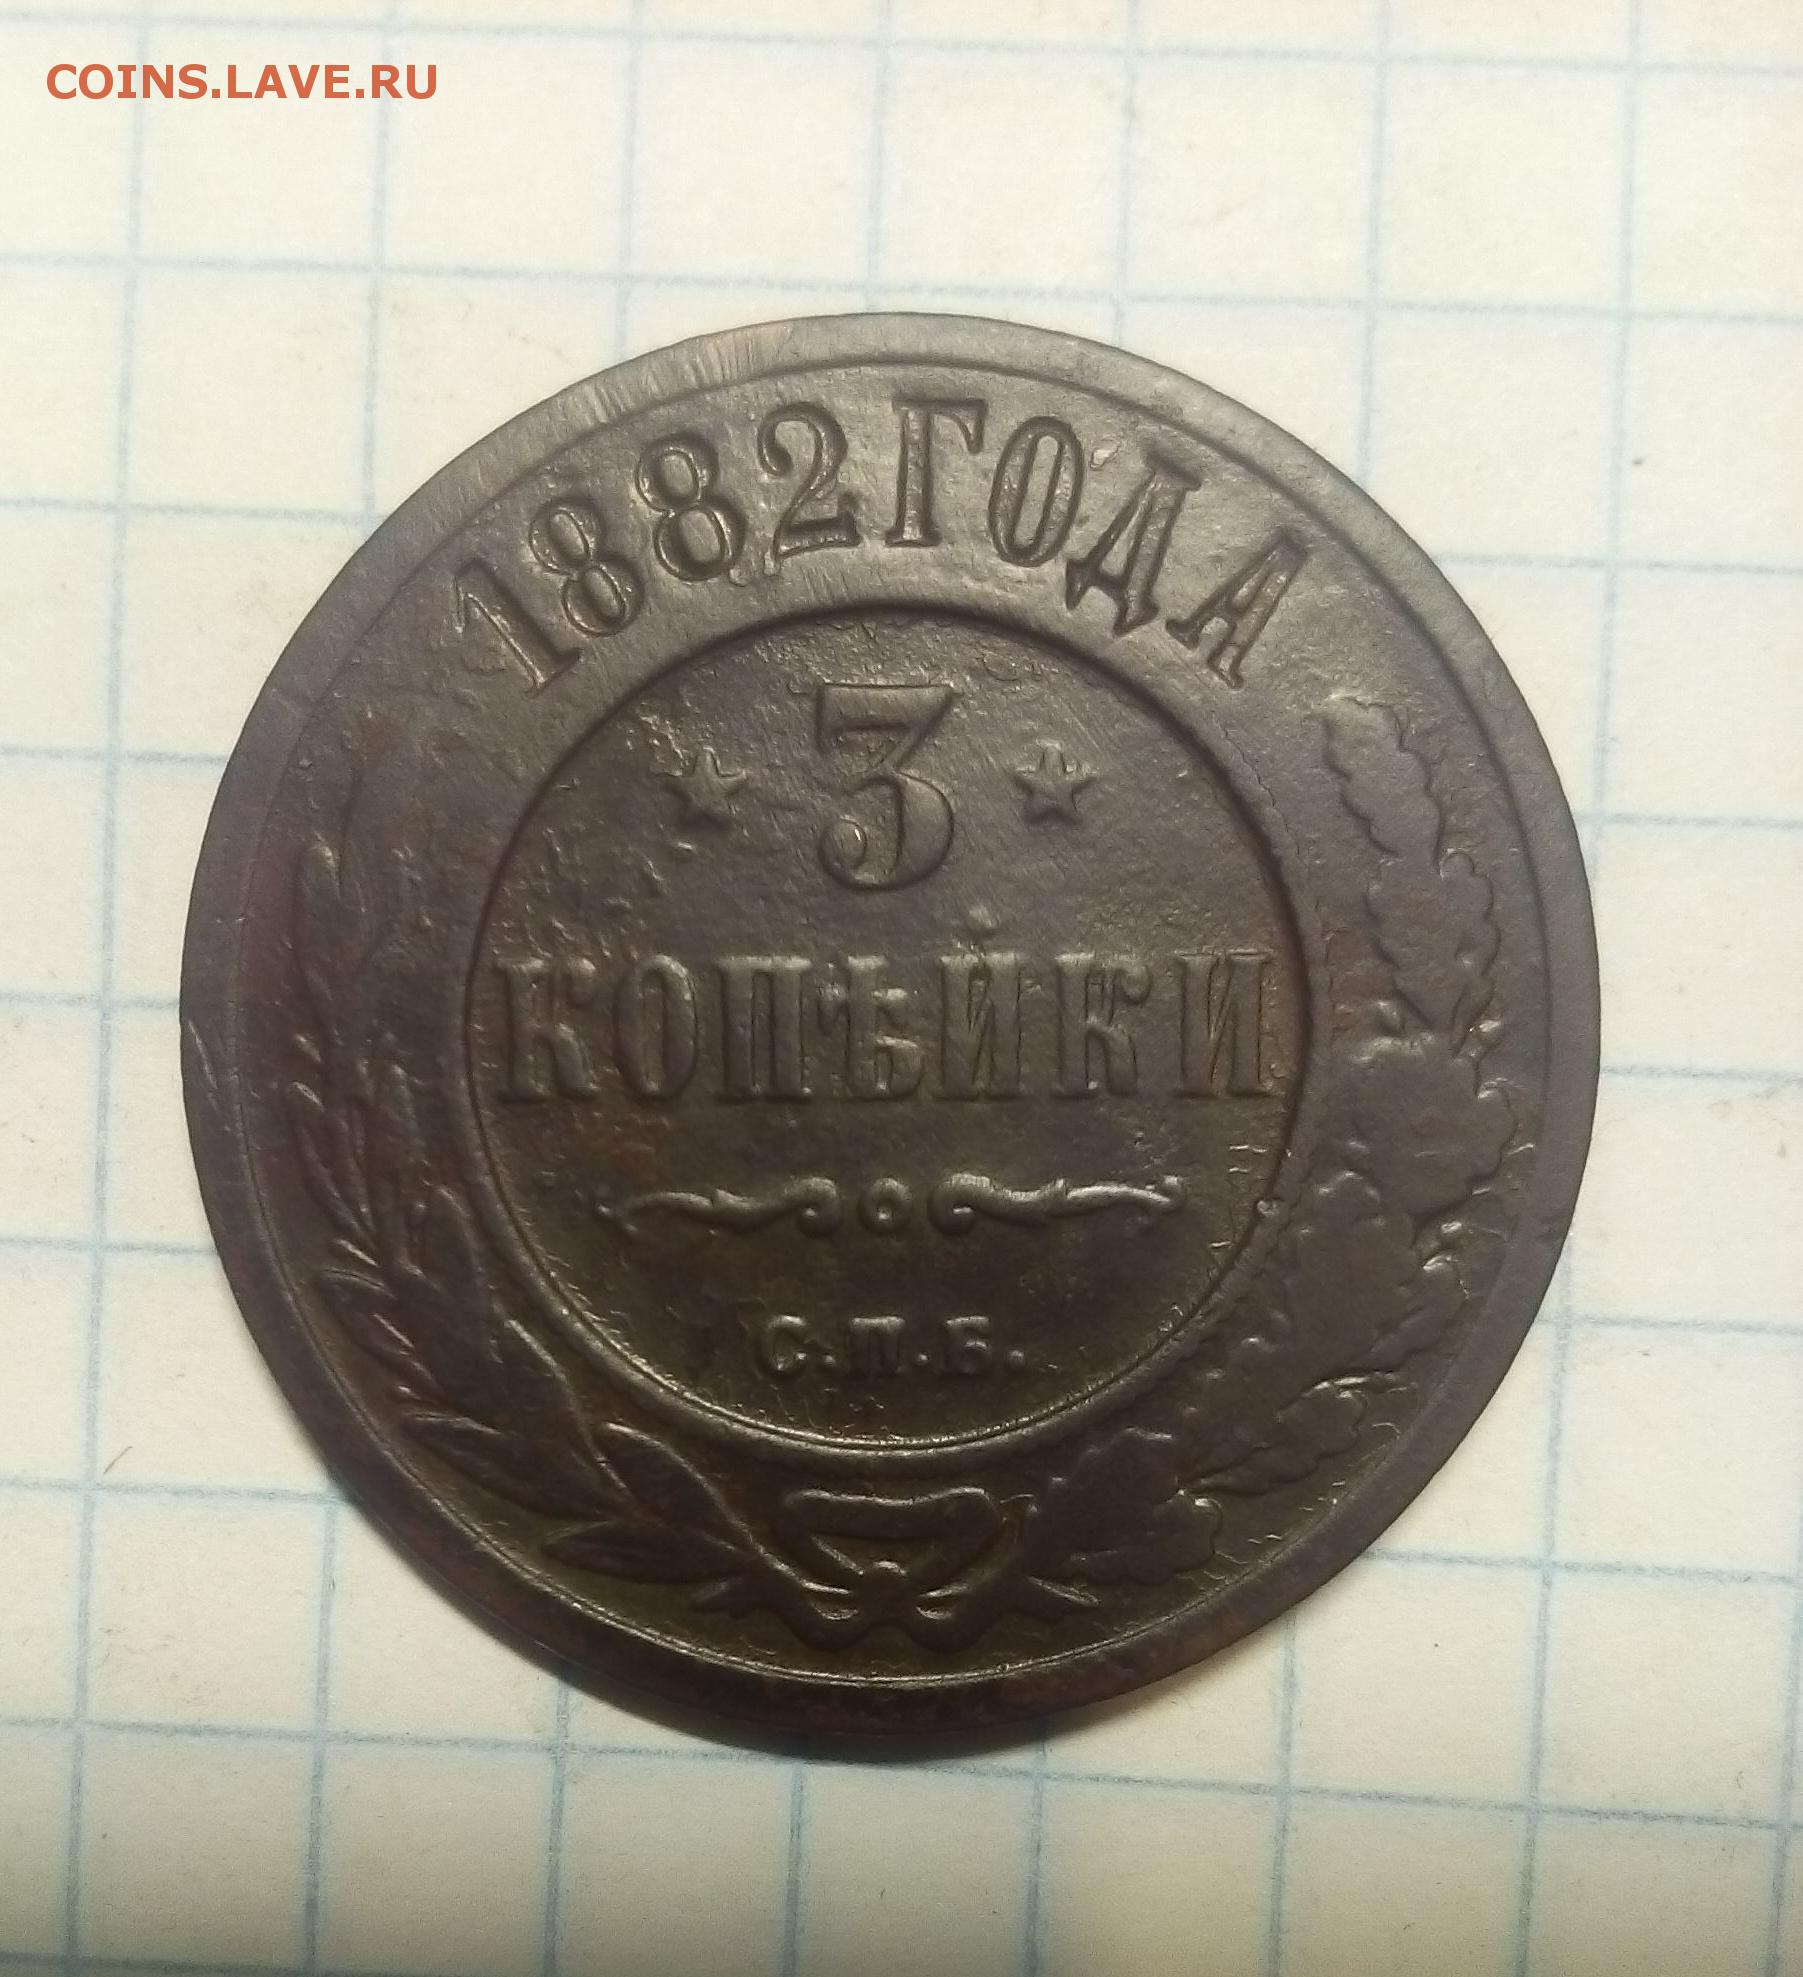 COINS.LAVE.RU
1882 ГОДА
3
КОПѢЙКИ
С.П.Б.